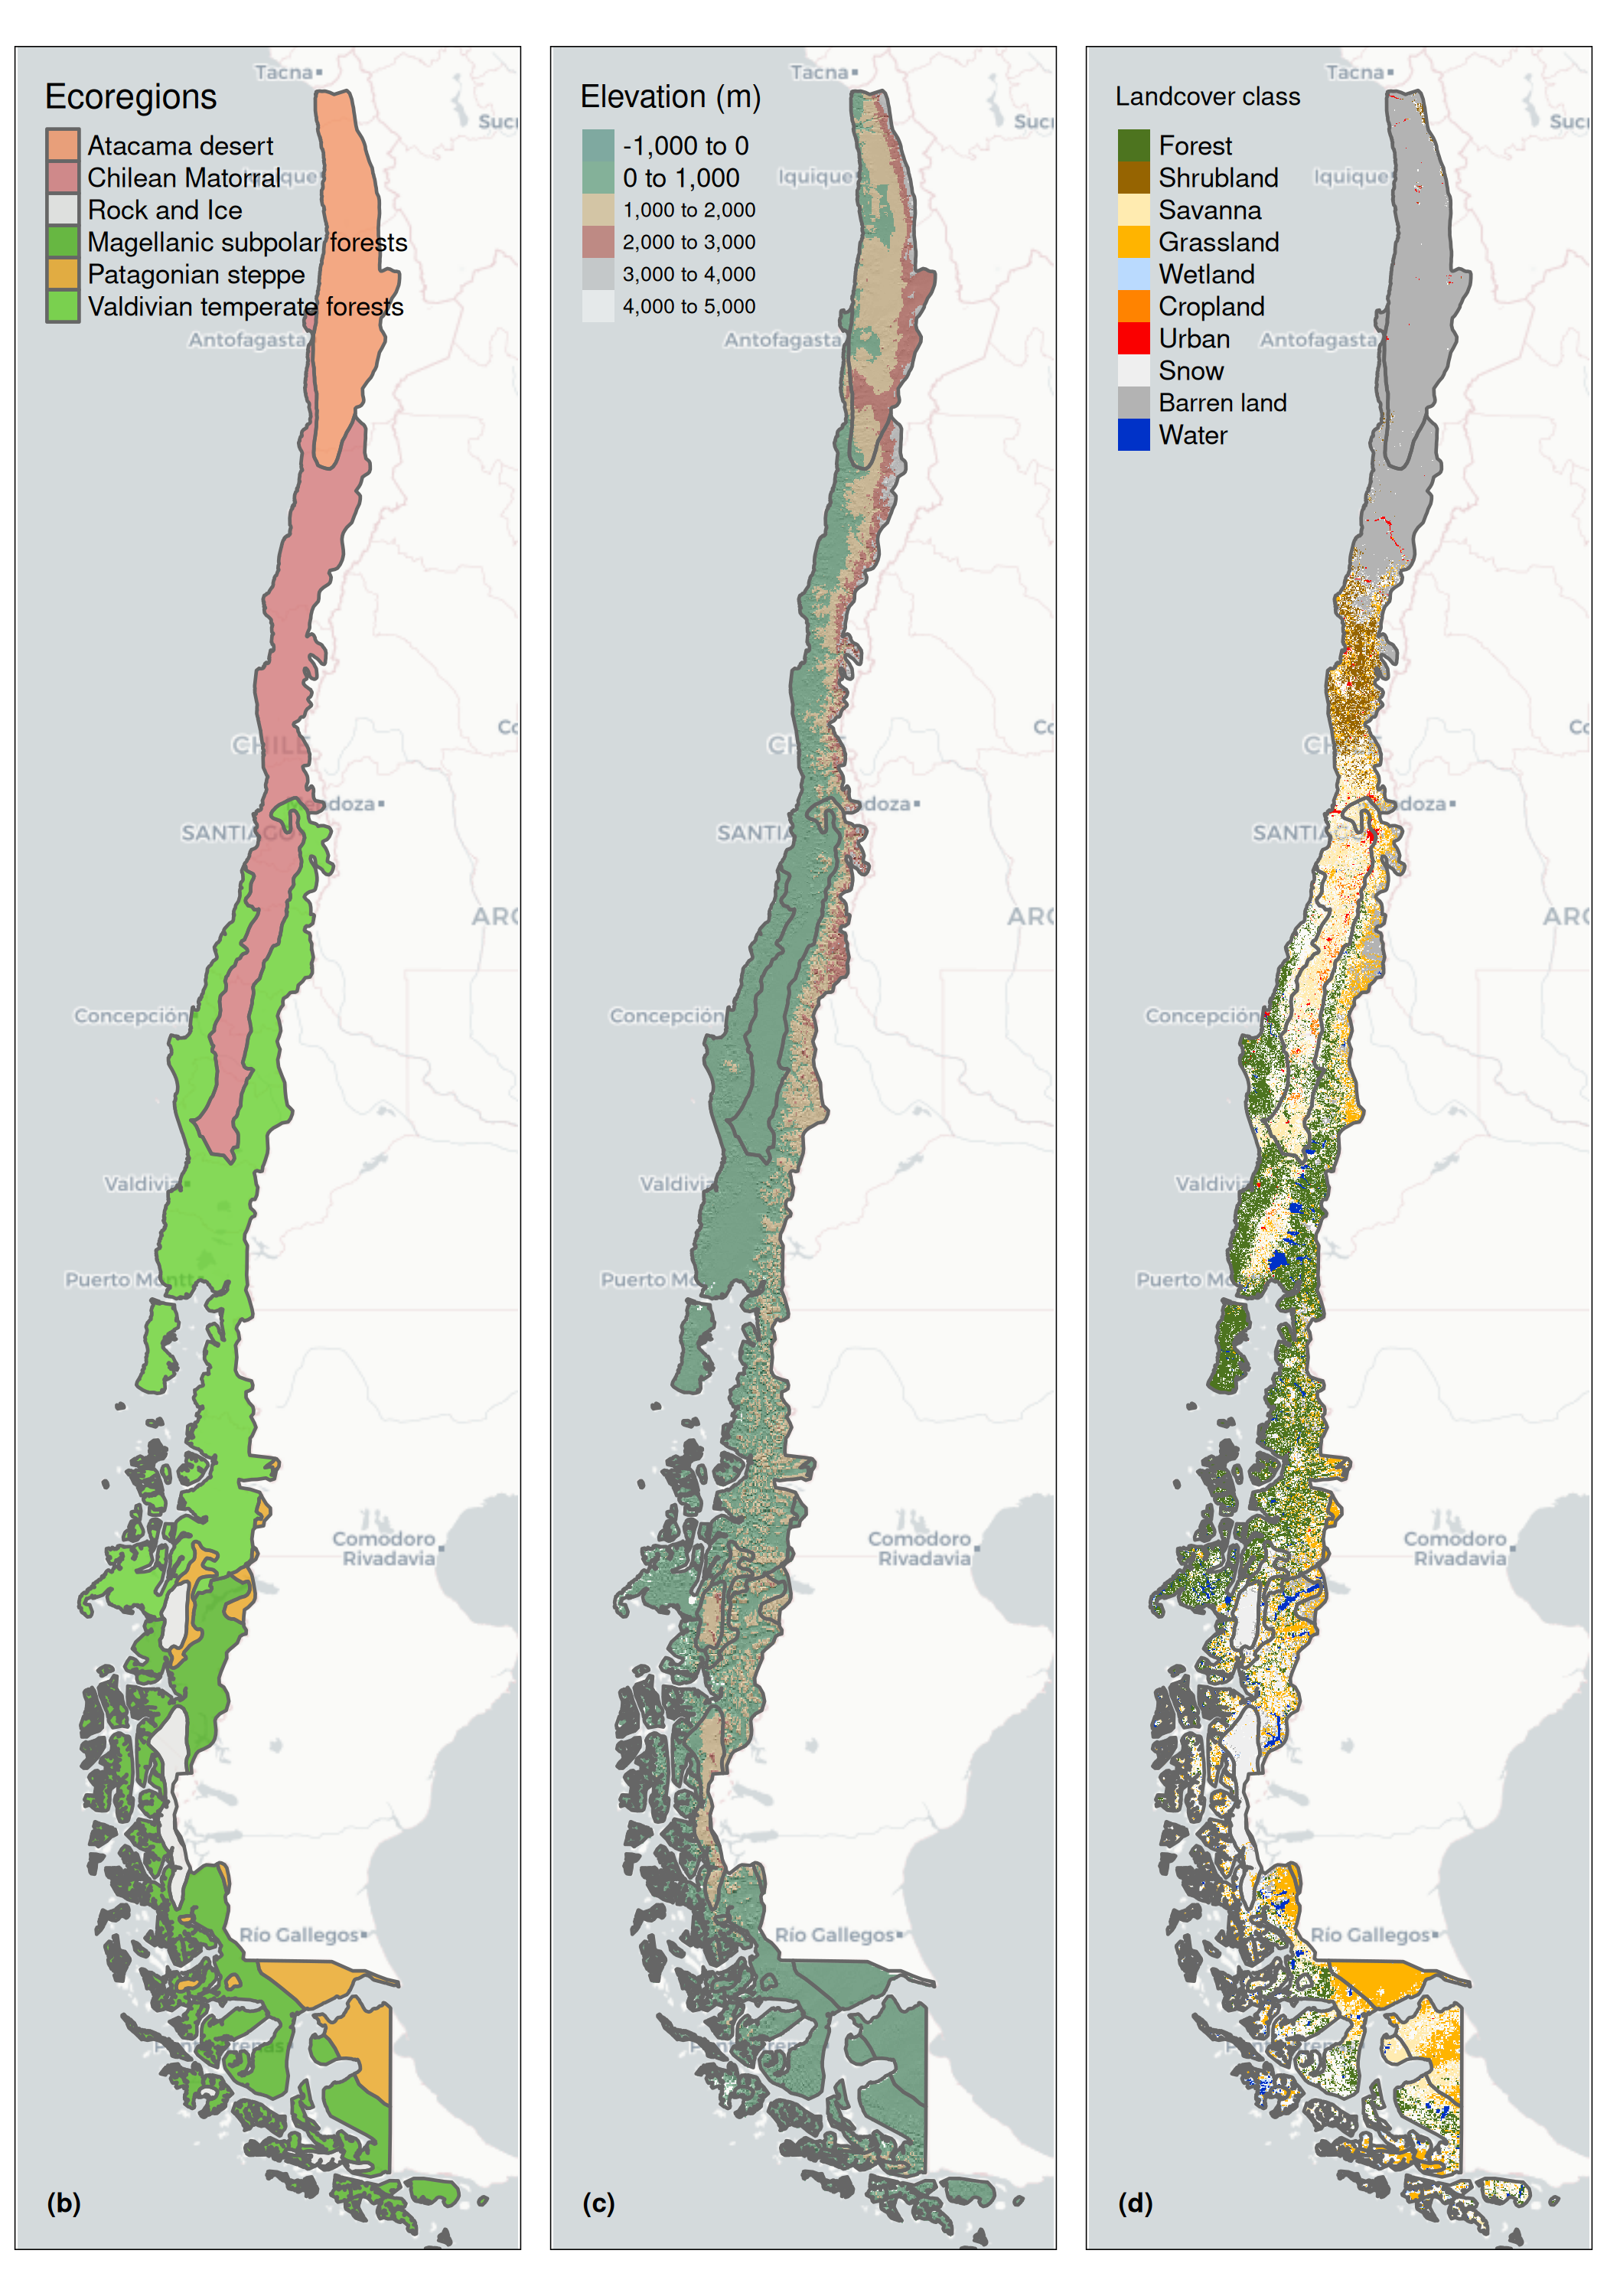 Tacna
Sucr
Ecoregions
Atacama desert
Chilean Matorral
Rock and Ice
Magellanic subpolar forests
Patagonian steppe
Valdivian temperate forests
Antofagasta
CHILE
Co
ndoza
SANTIAGO
ARG
Concepción
Valdivia
Puerto Montt
Comodoro
Rivadavia
Río Gallegos
(b)
Tacna
Sucr
Elevation (m)
-1,000 to 0
0 to 1,000
1,000 to 2,000
2,000 to 3,000
3,000 to 4,000
4,000 to 5,000
Iquique
Antofagasta
CH
Co
doza
SANTIA
ARG
Concepción
Valdivia
Puerto Mo
Comodoro
Rivadavia
Río Gallegos
(c)
Tacna
Sucr
Landcover class
Forest
Shrubland
Savanna
Grassland
Wetland
Cropland
Urban
Snow
Barren land
Water
Iquique
Antofagasta
CH
Co
doza
SANTIAG
ARG
Concepción
Valdivia
Puerto Mo
Comodoro
Rivadavia
Río Gallegos
(d)